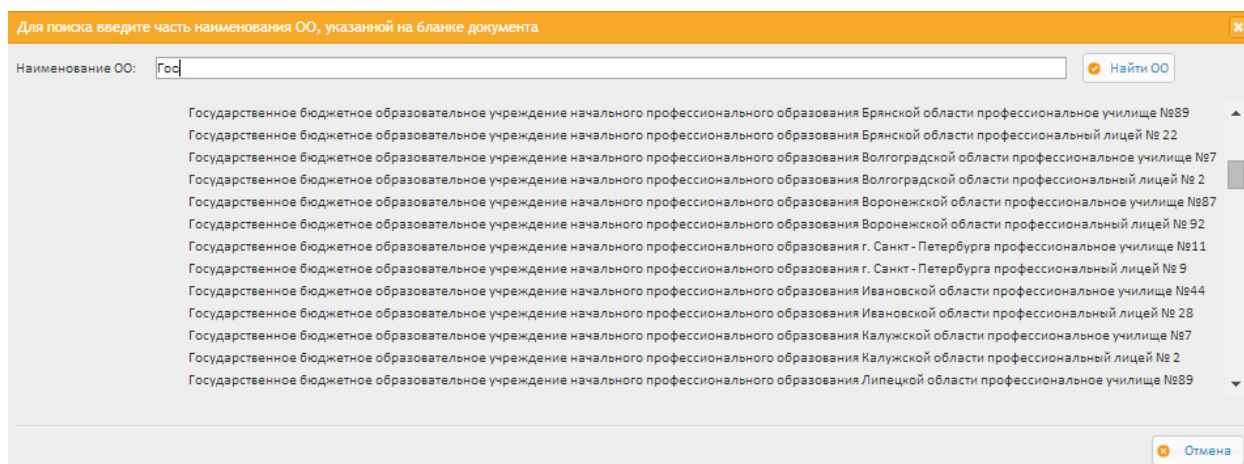 Для поиска введите часть наименования ОО, указанной на бланке документа
Наименование ОО: Гос Найти ОО
Государственное бюджетное образовательное учреждение начального профессионального образования Брянской области профессиональное училище №89
Государственное бюджетное образовательное учреждение начального профессионального образования Брянской области профессиональный лицей № 22
Государственное бюджетное образовательное учреждение начального профессионального образования Волгоградской области профессиональное училище №7
Государственное бюджетное образовательное учреждение начального профессионального образования Волгоградской области профессиональный лицей № 2
Государственное бюджетное образовательное учреждение начального профессионального образования Воронежской области профессиональное училище №87
Государственное бюджетное образовательное учреждение начального профессионального образования Воронежской области профессиональный лицей № 92
Государственное бюджетное образовательное учреждение начального профессионального образования г. Санкт - Петербурга профессиональное училище №11
Государственное бюджетное образовательное учреждение начального профессионального образования г. Санкт - Петербурга профессиональный лицей № 9
Государственное бюджетное образовательное учреждение начального профессионального образования Ивановской области профессиональное училище №44
Государственное бюджетное образовательное учреждение начального профессионального образования Ивановской области профессиональный лицей № 28
Государственное бюджетное образовательное учреждение начального профессионального образования Калужской области профессиональное училище №7
Государственное бюджетное образовательное учреждение начального профессионального образования Калужской области профессиональный лицей № 2
Государственное бюджетное образовательное учреждение начального профессионального образования Липецкой области профессиональное училище №89
Отмена